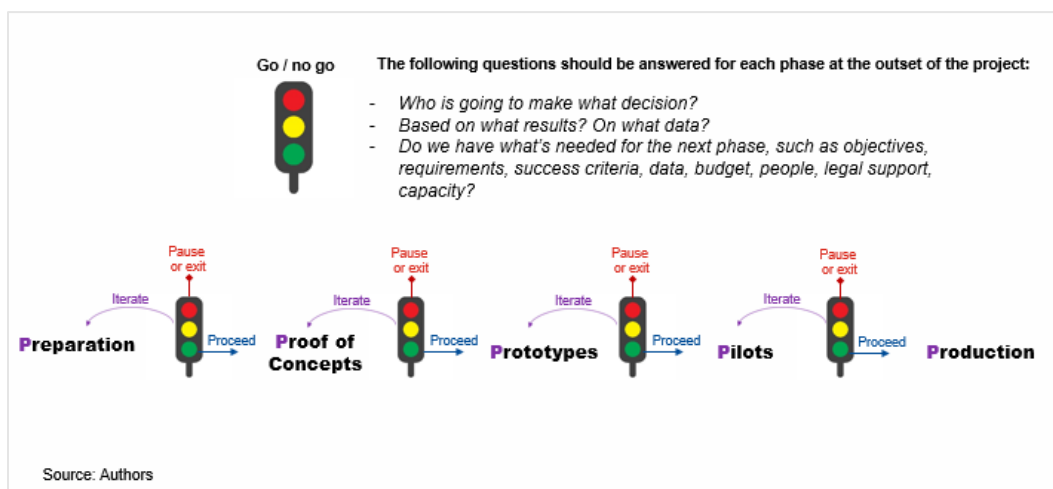 Go / no go
The following questions should be answered for each phase at the outset of the project:
- Who is going to make what decision?
- Based on what results? On what data?
- Do we have what's needed for the next phase, such as objectives,
requirements, success criteria, data, budget, people, legal support,
capacity?
Pause
or exit
Iterate
Preparation
Proceed
Pause
or exit
Iterate
Proof of
Concepts
Proceed
Pause
or exit
Iterate
Prototypes
Proceed
Pause
or exit
Iterate
Pilots
Proceed
Production
Source: Authors